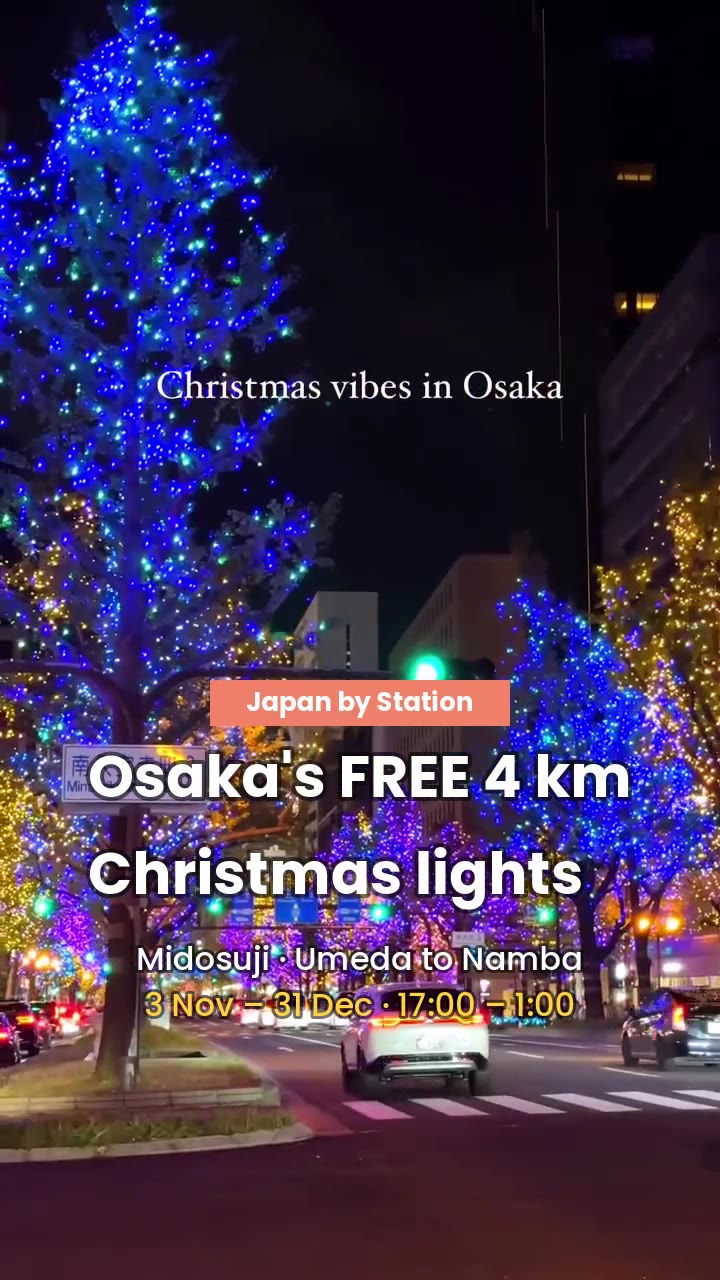 Christmas vibes in Osaka
Japan by Station
Osaka's FREE 4 km
Christmas lights
Midosuji · Umeda to Namba
3 Nov – 31 Dec · 17:00 – 1:00